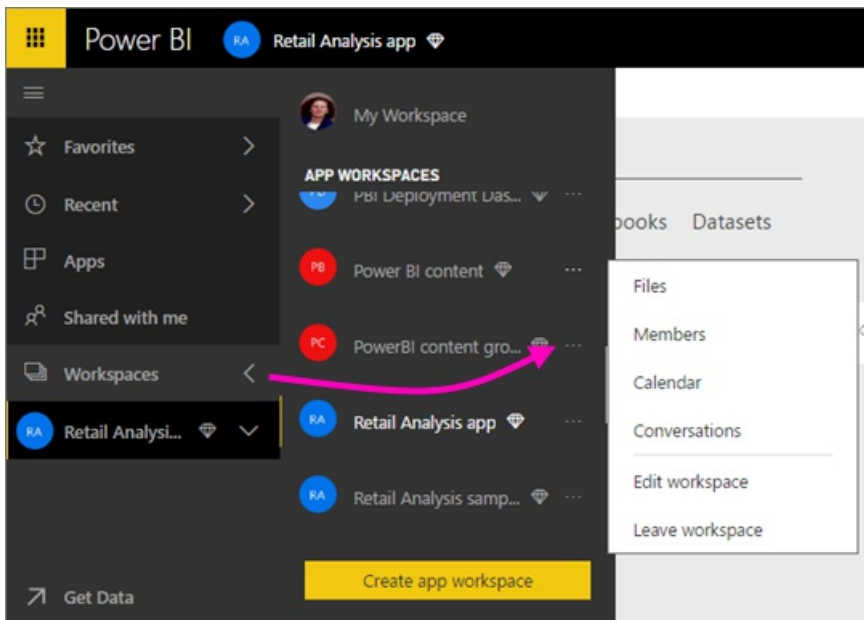 Power BI
RA
Retail Analysis app
My Workspace
Favorites
APP WORKSPACES
PBI Deployment Das...
Recent
ooks
Datasets
Apps
PB
Power BI content
Files
Shared with me
Members
PC
PowerBI content gro...
Workspaces
Calendar
RA
Retail Analysis app
RA
Retail Analysi...
Conversations
Edit workspace
RA
Retail Analysis samp...
Leave workspace
Create app workspace
Get Data